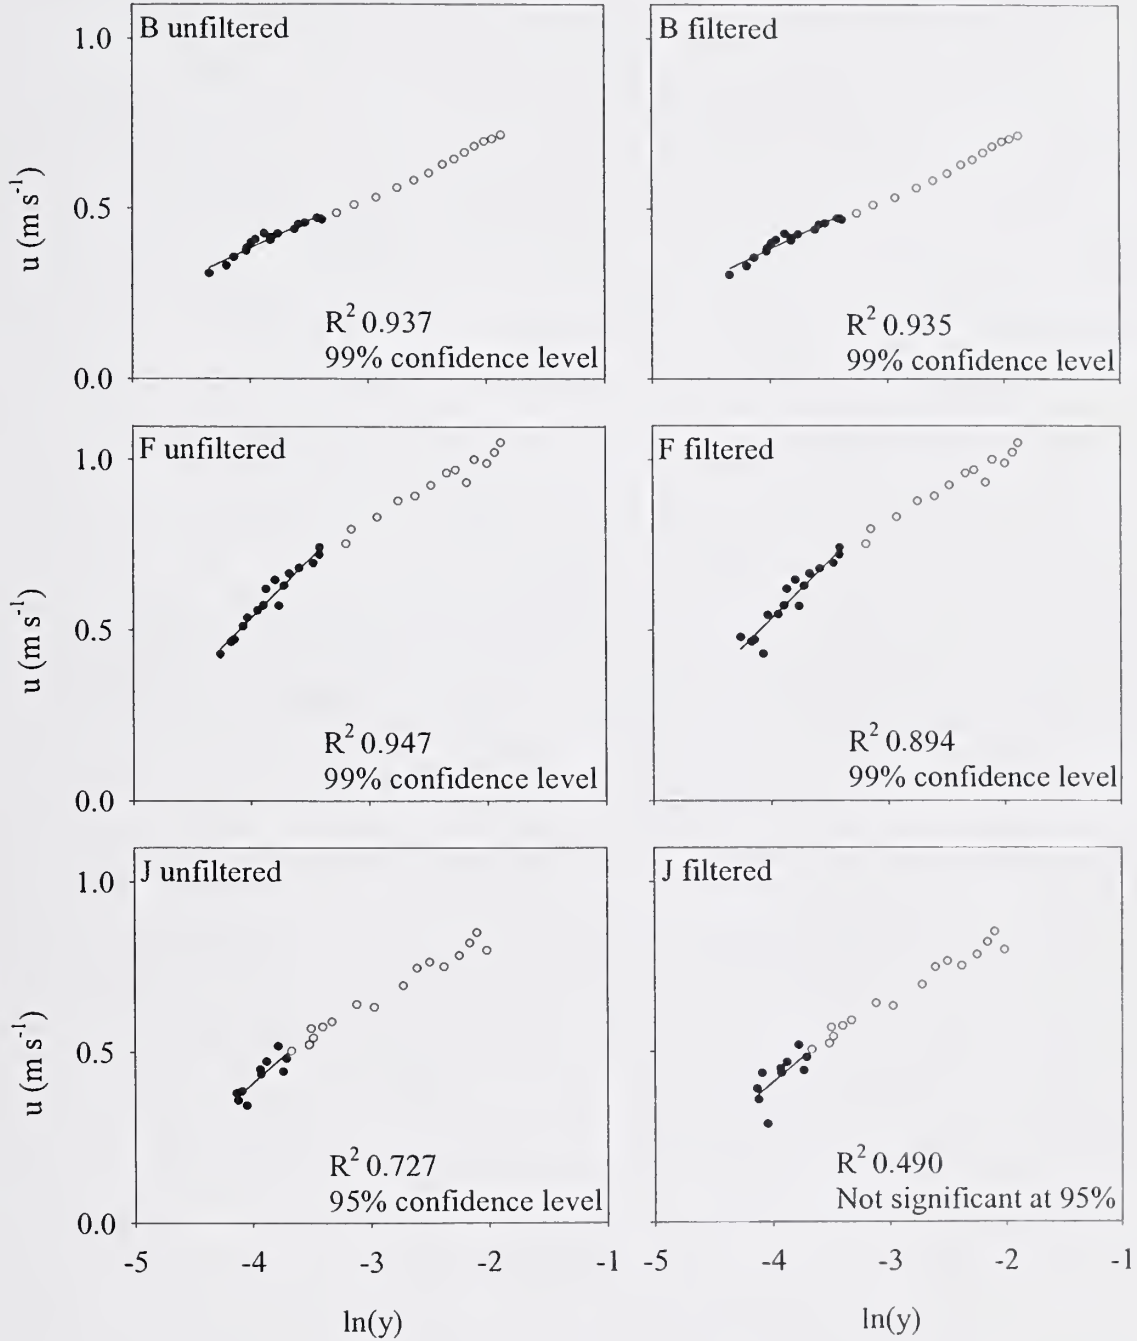 B unfiltered
B filtered
1.0
0.5
0.0
u (m s⁻¹)
R² 0.937
99% confidence level
R² 0.935
99% confidence level
F unfiltered
F filtered
1.0
0.5
0.0
u (m s⁻¹)
R² 0.947
99% confidence level
R² 0.894
99% confidence level
J unfiltered
J filtered
1.0
0.5
0.0
u (m s⁻¹)
R² 0.727
95% confidence level
R² 0.490
Not significant at 95%
-5 -4 -3 -2 -1
-5 -4 -3 -2 -1
ln(y)
ln(y)